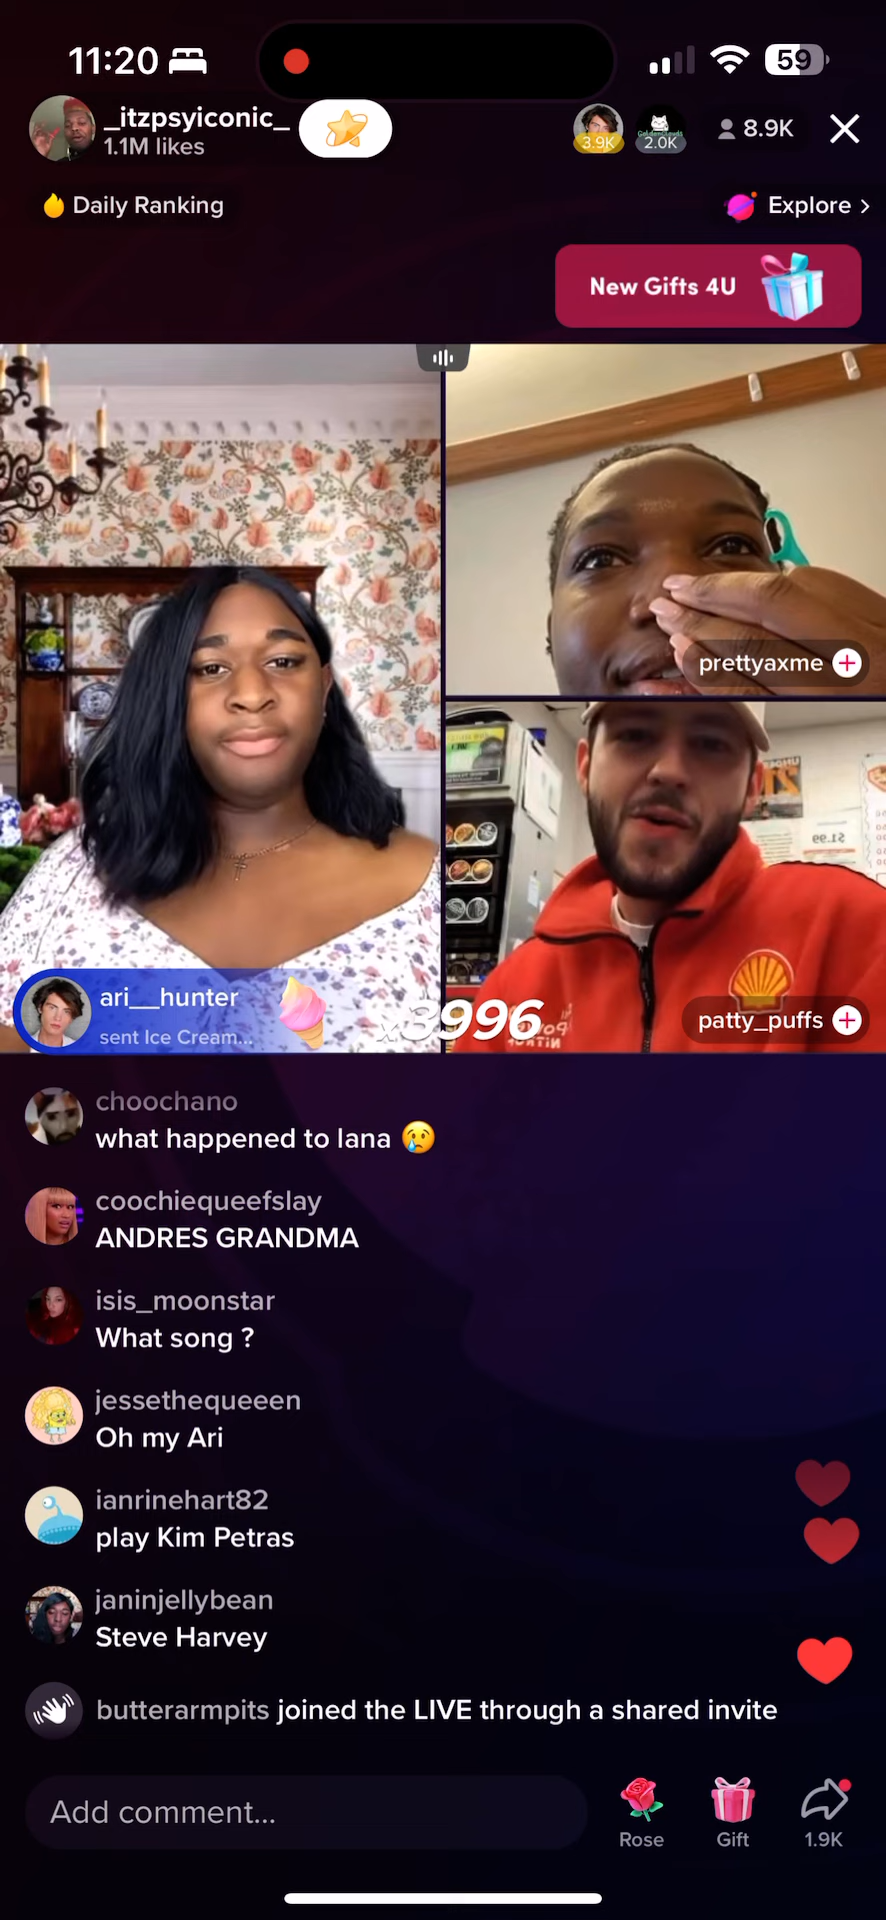 11:20
59
_itzpsyiconic_
1.1M likes
3.9K
2.0K
8.9K
Daily Ranking
Explore >
New Gifts 4U
prettyaxme
$1.99
ari__hunter
sent Ice Cream...
x3996
patty_puffs
choochano
what happened to lana 😢
coochiequeefslay
ANDRES GRANDMA
isis_moonstar
What song ?
jessethequeeen
Oh my Ari
ianrinehart82
play Kim Petras
janinjellybean
Steve Harvey
butterarmpits joined the LIVE through a shared invite
Add comment...
Rose
Gift
1.9K